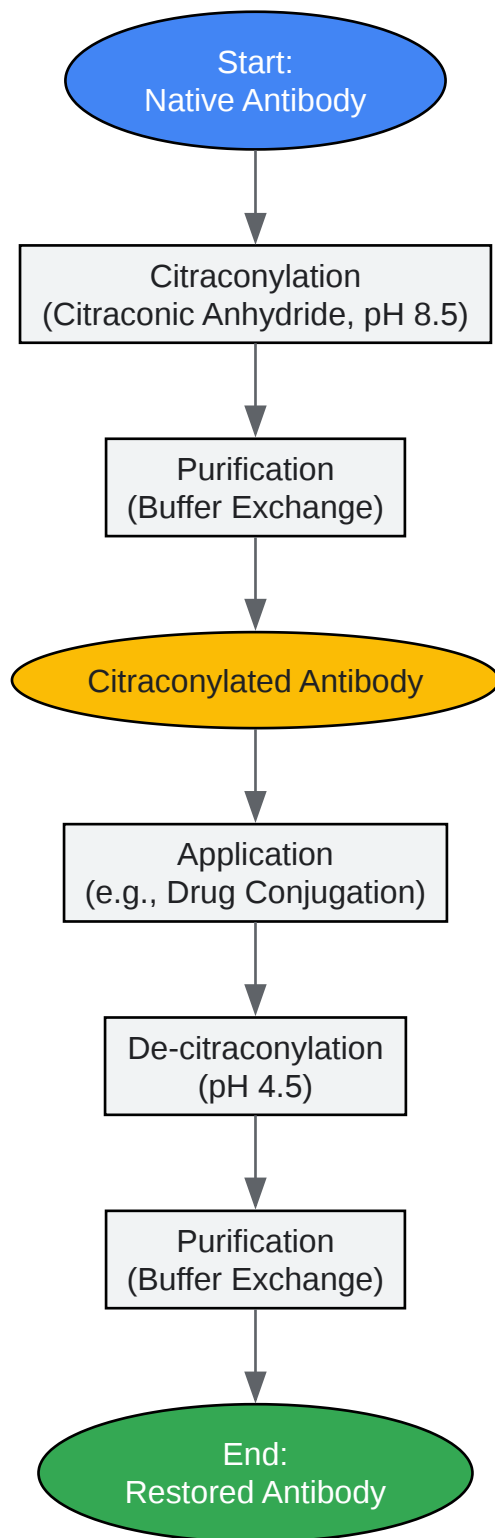 Start:
Native Antibody
Citraconylation
(Citraconic Anhydride, pH 8.5)
Purification
(Buffer Exchange)
Citraconylated Antibody
Application
(e.g., Drug Conjugation)
De-citraconylation
(pH 4.5)
Purification
(Buffer Exchange)
End:
Restored Antibody